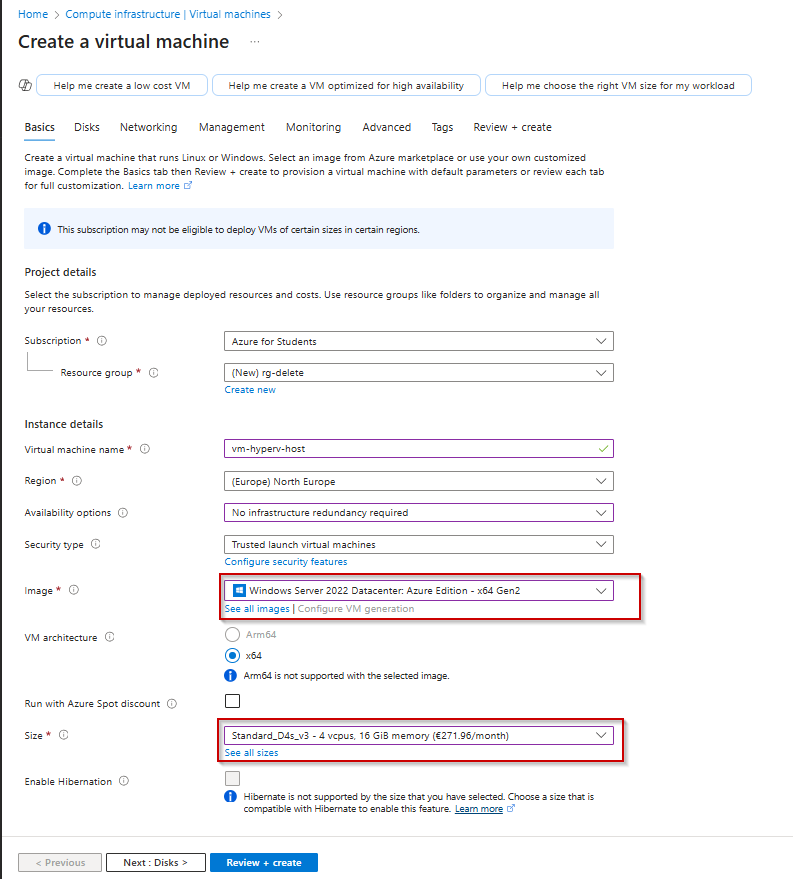 Home > Compute infrastructure | Virtual machines >
Create a virtual machine ...
Help me create a low cost VM
Help me create a VM optimized for high availability
Help me choose the right VM size for my workload
Basics Disks Networking Management Monitoring Advanced Tags Review + create
Create a virtual machine that runs Linux or Windows. Select an image from Azure marketplace or use your own customized
image. Complete the Basics tab then Review + create to provision a virtual machine with default parameters or review each tab
for full customization. Learn more
This subscription may not be eligible to deploy VMs of certain sizes in certain regions.
Project details
Select the subscription to manage deployed resources and costs. Use resource groups like folders to organize and manage all
your resources.
Subscription *
Azure for Students
Resource group *
(New) rg-delete
Create new
Instance details
Virtual machine name *
vm-hyperv-host
Region *
(Europe) North Europe
Availability options
No infrastructure redundancy required
Security type
Trusted launch virtual machines
Configure security features
Image *
Windows Server 2022 Datacenter: Azure Edition - x64 Gen2
See all images | Configure VM generation
VM architecture
Arm64
x64
Arm64 is not supported with the selected image.
Run with Azure Spot discount
Size *
Standard_D4s_v3 - 4 vcpus, 16 GiB memory (€271.96/month)
See all sizes
Enable Hibernation
Hibernate is not supported by the size that you have selected. Choose a size that is
compatible with Hibernate to enable this feature. Learn more
< Previous
Next : Disks >
Review + create